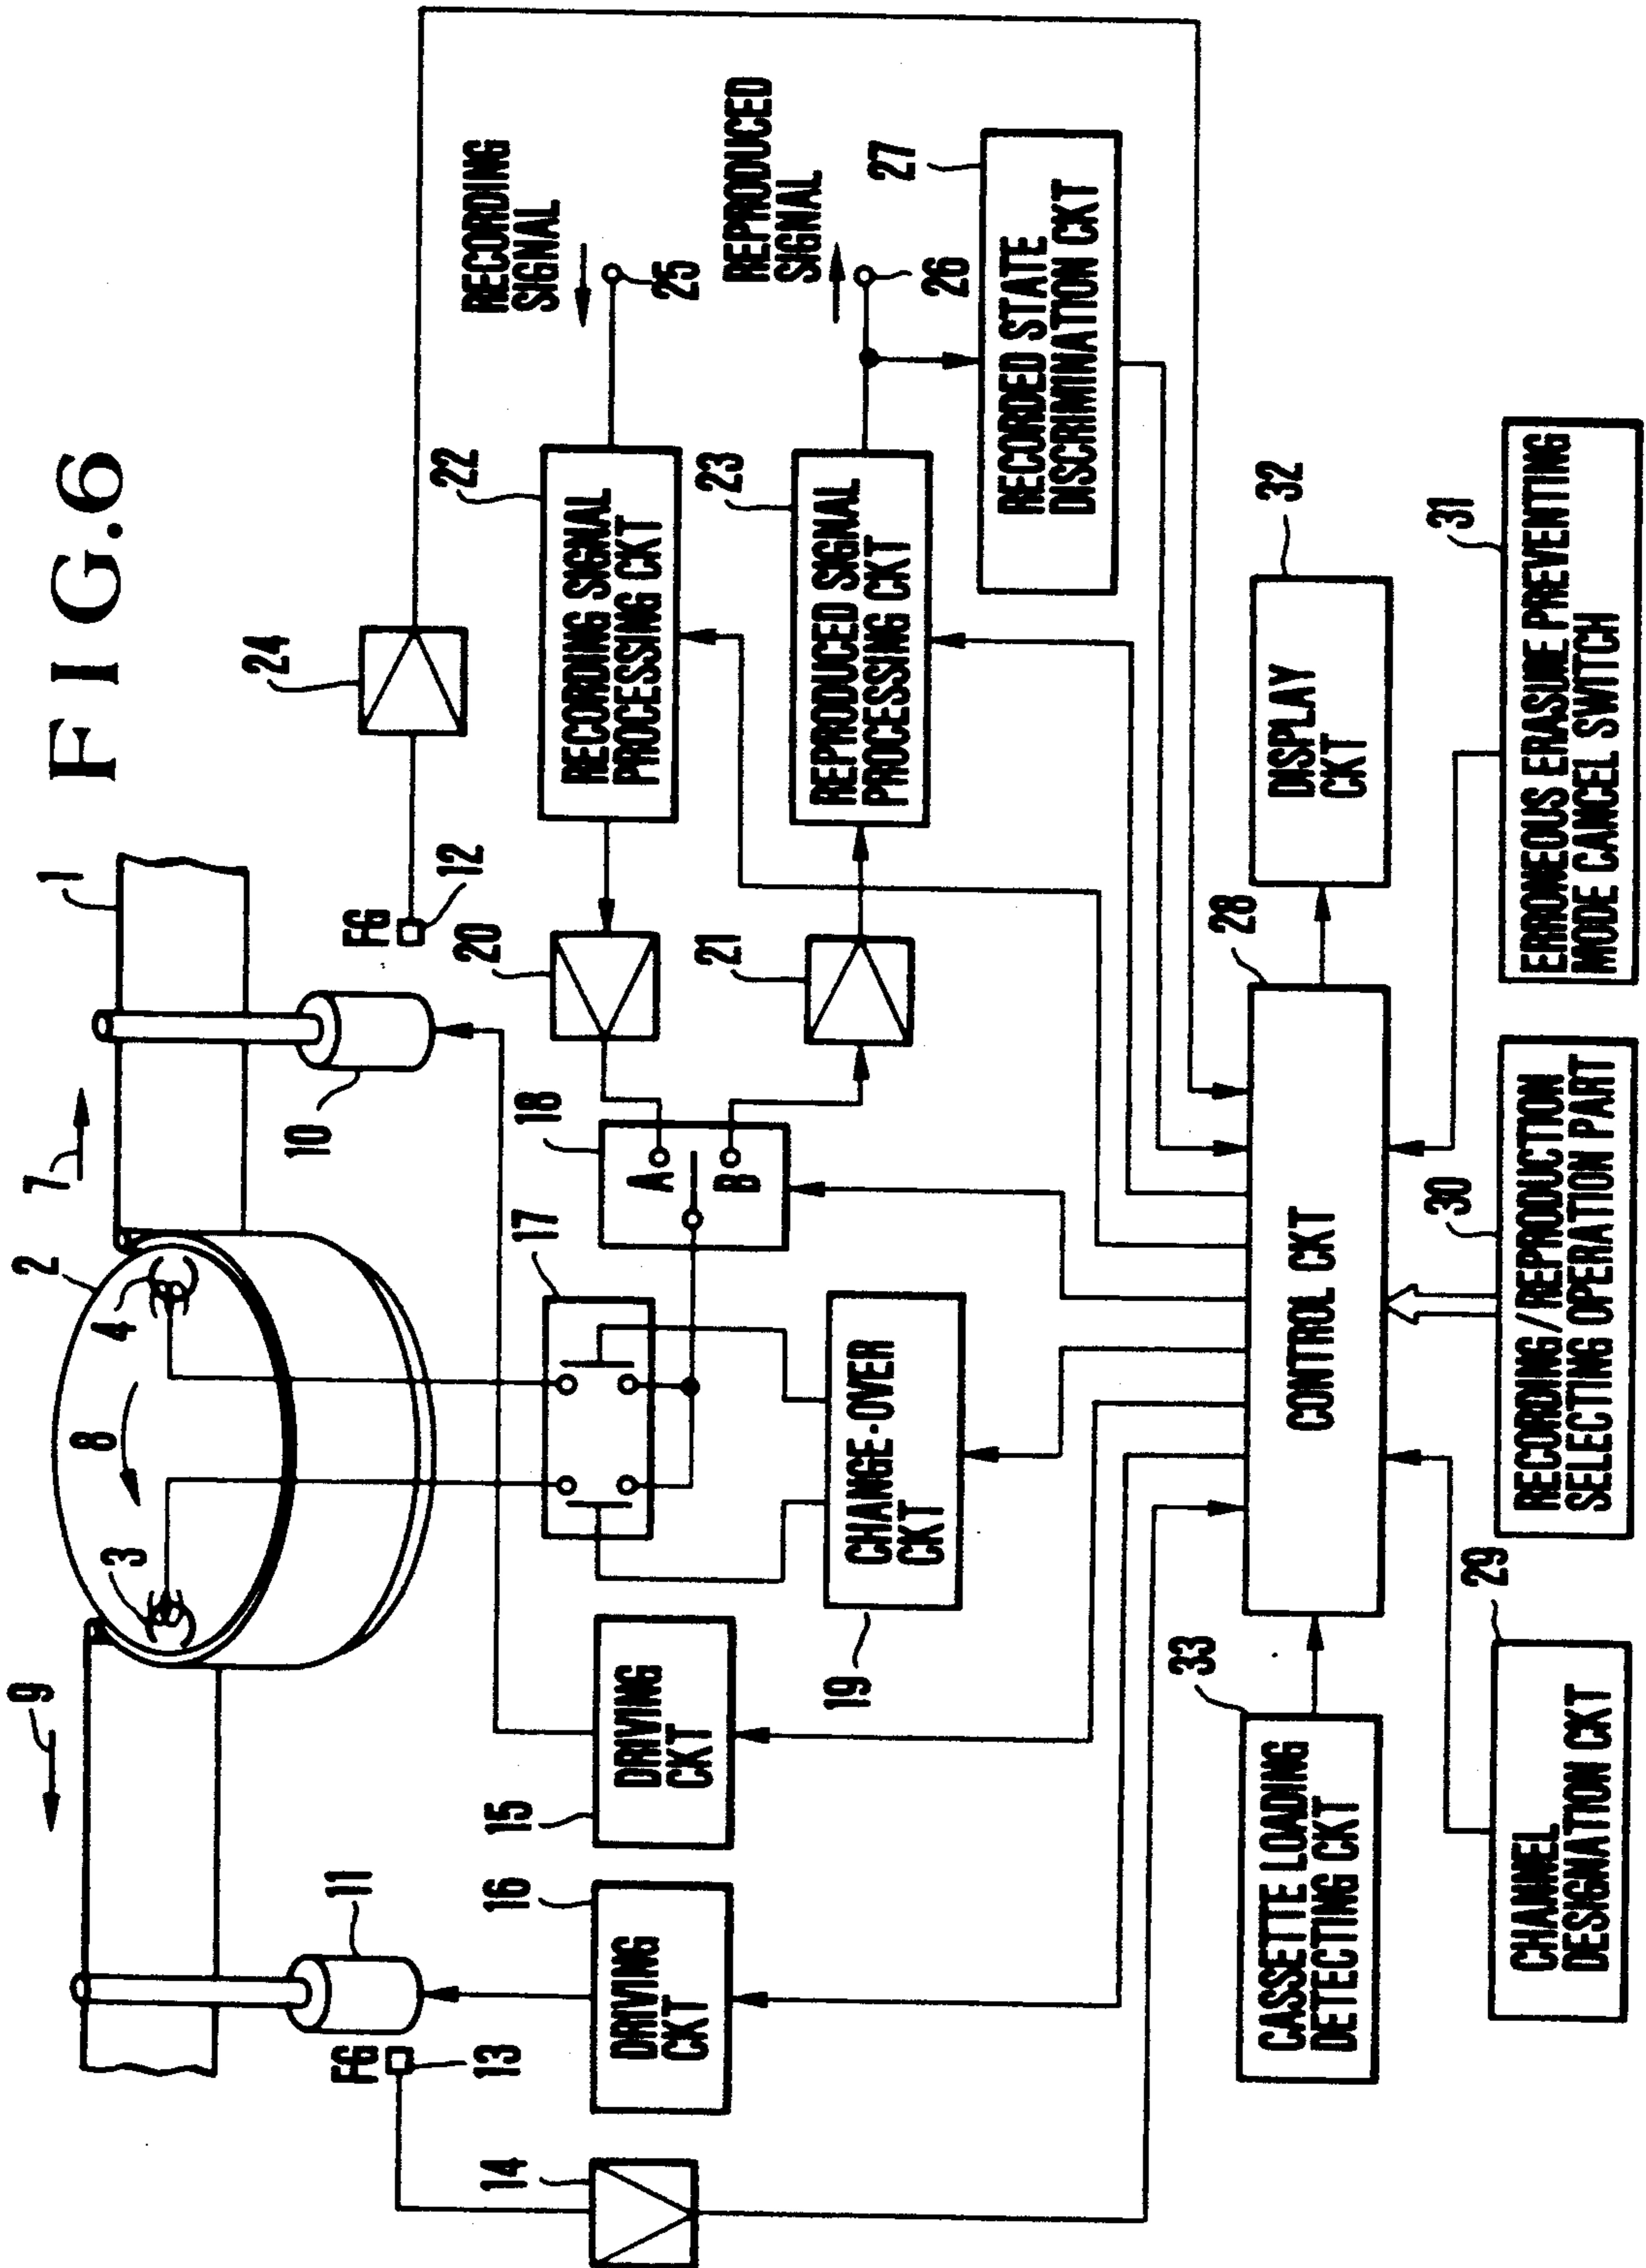 FIG.6
9
2
7
1
8
3
4
11
10
FG
13
FG
12
24
14
16
DRIVING
CKT
15
DRIVING
CKT
17
18
A
B
20
22
RECORDING SIGNAL
PROCESSING CKT
RECORDING
SIGNAL
25
19
CHANGE-OVER
CKT
21
23
REPRODUCED SIGNAL
PROCESSING CKT
REPRODUCED
SIGNAL
26
27
RECORDED STATE
DISCRIMINATION CKT
33
CASSETTE LOADING
DETECTING CKT
28
CONTROL CKT
32
DISPLAY
CKT
29
CHANNEL
DESIGNATION CKT
30
RECORDING/REPRODUCTION
SELECTING OPERATION PART
31
ERRONEOUS ERASURE PREVENTING
MODE CANCEL SWITCH